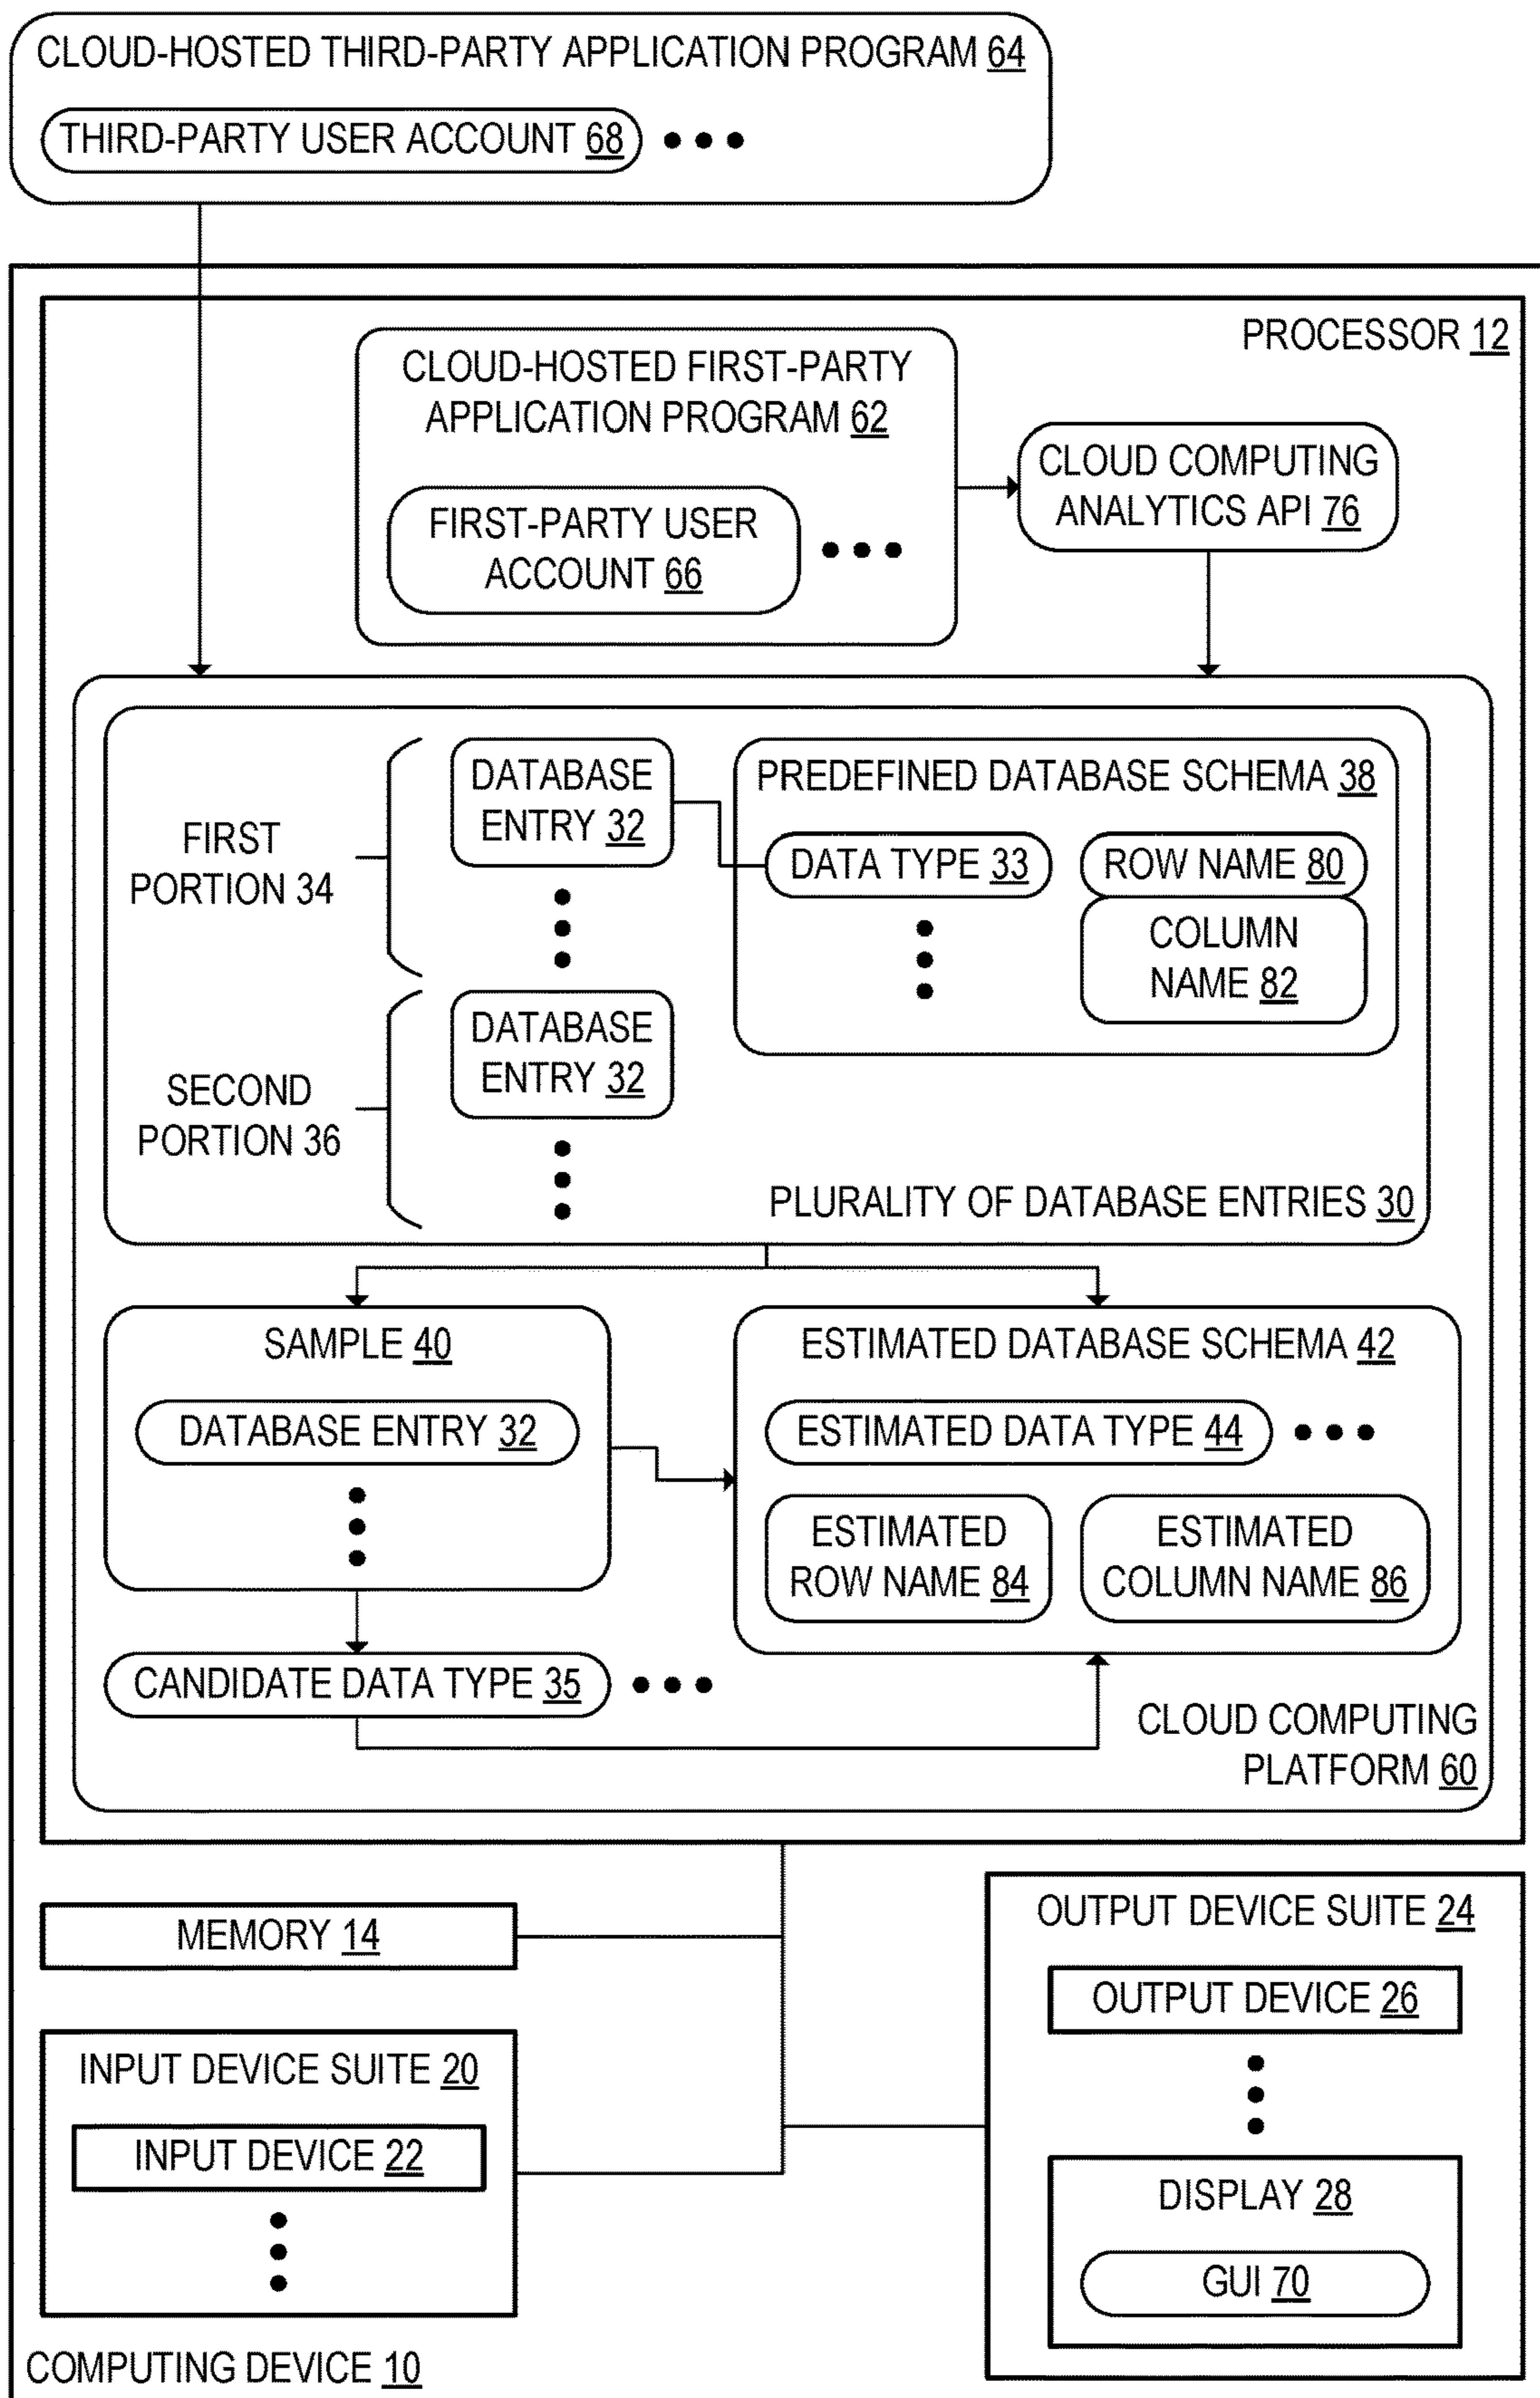 CLOUD-HOSTED THIRD-PARTY APPLICATION PROGRAM 64
THIRD-PARTY USER ACCOUNT 68
PROCESSOR 12
CLOUD-HOSTED FIRST-PARTY
APPLICATION PROGRAM 62
FIRST-PARTY USER
ACCOUNT 66
CLOUD COMPUTING
ANALYTICS API 76
FIRST
PORTION 34
DATABASE
ENTRY 32
PREDEFINED DATABASE SCHEMA 38
DATA TYPE 33
ROW NAME 80
COLUMN
NAME 82
SECOND
PORTION 36
DATABASE
ENTRY 32
PLURALITY OF DATABASE ENTRIES 30
SAMPLE 40
DATABASE ENTRY 32
ESTIMATED DATABASE SCHEMA 42
ESTIMATED DATA TYPE 44
ESTIMATED
ROW NAME 84
ESTIMATED
COLUMN NAME 86
CANDIDATE DATA TYPE 35
CLOUD COMPUTING
PLATFORM 60
MEMORY 14
INPUT DEVICE SUITE 20
INPUT DEVICE 22
OUTPUT DEVICE SUITE 24
OUTPUT DEVICE 26
DISPLAY 28
GUI 70
COMPUTING DEVICE 10